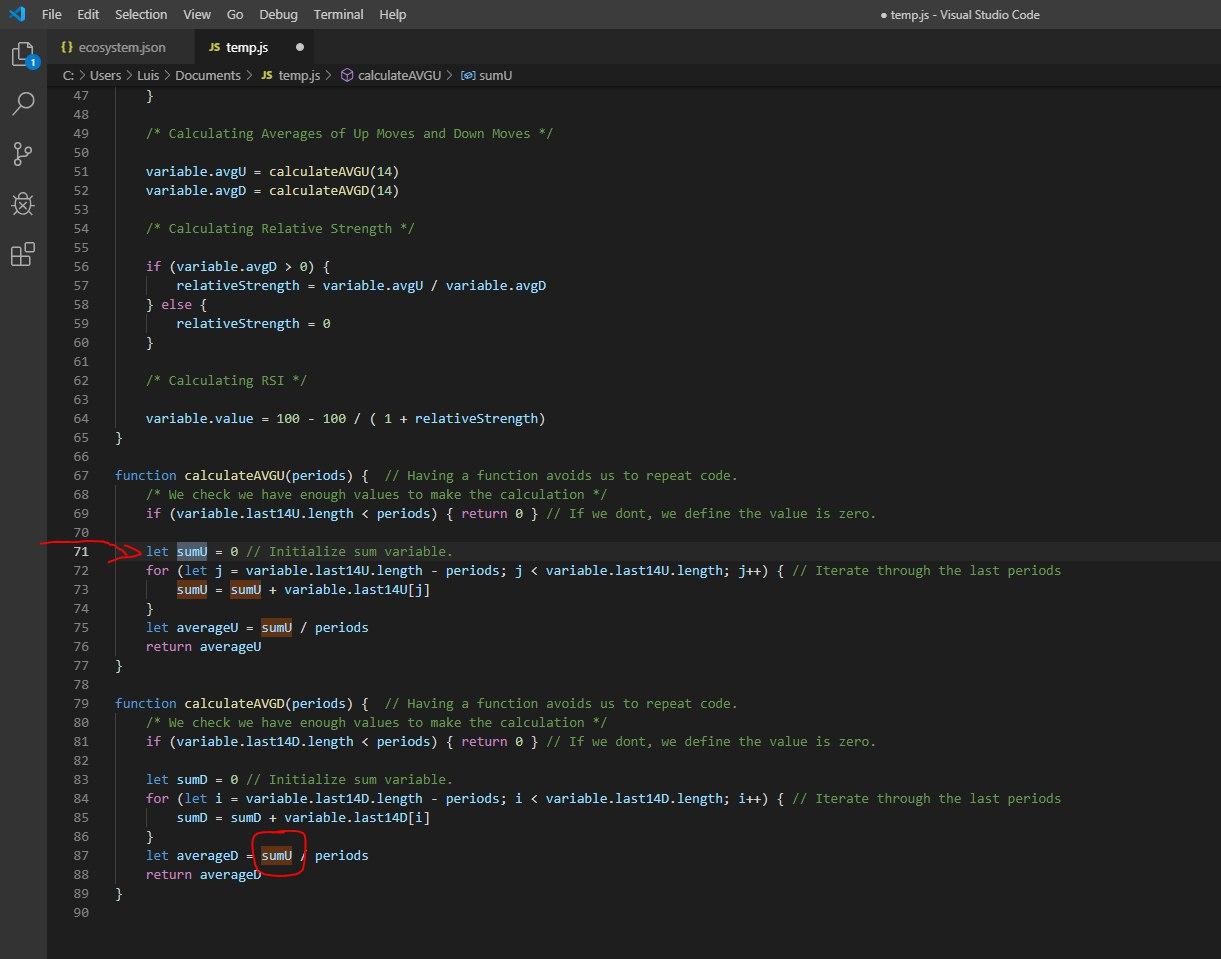 File Edit Selection View Go Debug Terminal Help ● temp.js - Visual Studio Code
1
{} ecosystem.json JS temp.js ●
C: > Users > Luis > Documents > JS temp.js > calculateAVGU > sumU
47 }
48
49 /* Calculating Averages of Up Moves and Down Moves */
50
51 variable.avgU = calculateAVGU(14)
52 variable.avgD = calculateAVGD(14)
53
54 /* Calculating Relative Strength */
55
56 if (variable.avgD > 0) {
57 relativeStrength = variable.avgU / variable.avgD
58 } else {
59 relativeStrength = 0
60 }
61
62 /* Calculating RSI */
63
64 variable.value = 100 - 100 / ( 1 + relativeStrength)
65 }
66
67 function calculateAVGU(periods) {  // Having a function avoids us to repeat code.
68 /* We check we have enough values to make the calculation */
69 if (variable.last14U.length < periods) { return 0 } // If we dont, we define the value is zero.
70
71 let sumU = 0 // Initialize sum variable.
72 for (let j = variable.last14U.length - periods; j < variable.last14U.length; j++) { // Iterate through the last periods
73 sumU = sumU + variable.last14U[j]
74 }
75 let averageU = sumU / periods
76 return averageU
77 }
78
79 function calculateAVGD(periods) {  // Having a function avoids us to repeat code.
80 /* We check we have enough values to make the calculation */
81 if (variable.last14D.length < periods) { return 0 } // If we dont, we define the value is zero.
82
83 let sumD = 0 // Initialize sum variable.
84 for (let i = variable.last14D.length - periods; i < variable.last14D.length; i++) { // Iterate through the last periods
85 sumD = sumD + variable.last14D[i]
86 }
87 let averageD = sumU / periods
88 return averageD
89 }
90